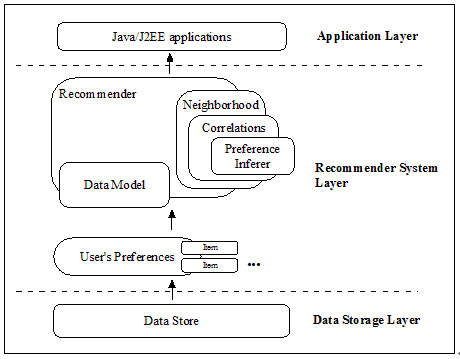 Java/J2EE applications
Application Layer
Recommender
Neighborhood
Correlations
Preference
Inferer
Data Model
Recommender System
Layer
User's Preferences
Item
Item
...
Data Store
Data Storage Layer